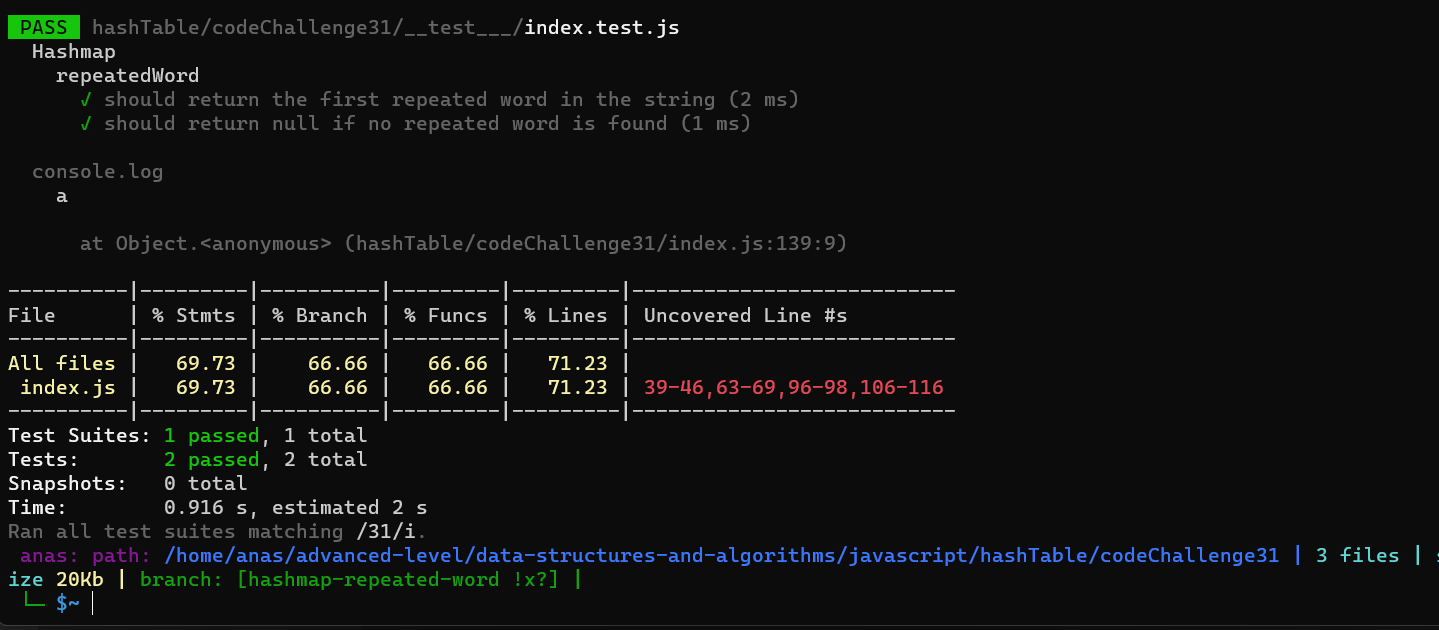 PASS hashTable/codeChallenge31/__test___/index.test.js
Hashmap
repeatedWord
√ should return the first repeated word in the string (2 ms)
√ should return null if no repeated word is found (1 ms)
console.log
a
at Object.<anonymous> (hashTable/codeChallenge31/index.js:139:9)
----------|---------|----------|---------|---------|---------------------------
File      | % Stmts | % Branch | % Funcs | % Lines | Uncovered Line #s
----------|---------|----------|---------|---------|---------------------------
All files |   69.73 |    66.66 |   66.66 |   71.23 |
 index.js |   69.73 |    66.66 |   66.66 |   71.23 | 39-46,63-69,96-98,106-116
----------|---------|----------|---------|---------|---------------------------
Test Suites: 1 passed, 1 total
Tests:       2 passed, 2 total
Snapshots:   0 total
Time:        0.916 s, estimated 2 s
Ran all test suites matching /31/i.
anas: path: /home/anas/advanced-level/data-structures-and-algorithms/javascript/hashTable/codeChallenge31 | 3 files | s
ize 20Kb | branch: [hashmap-repeated-word !x?] |
└─ $~